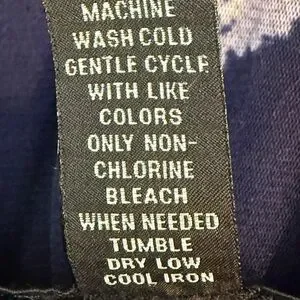 MACHINE
WASH COLD
GENTLE CYCLE
WITH LIKE
COLORS
ONLY NON-
CHLORINE
BLEACH
WHEN NEEDED
TUMBLE
DRY LOW
COOL IRON